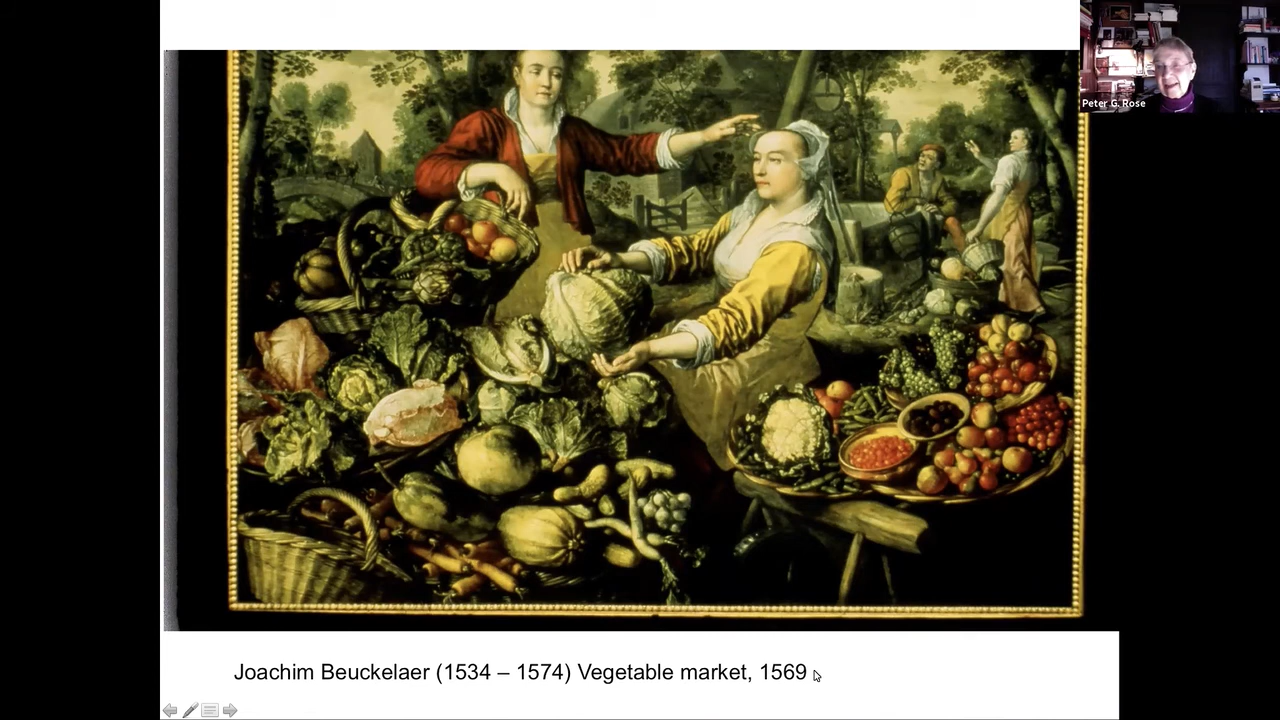 Peter G. Rose
Joachim Beuckelaer (1534 – 1574) Vegetable market, 1569